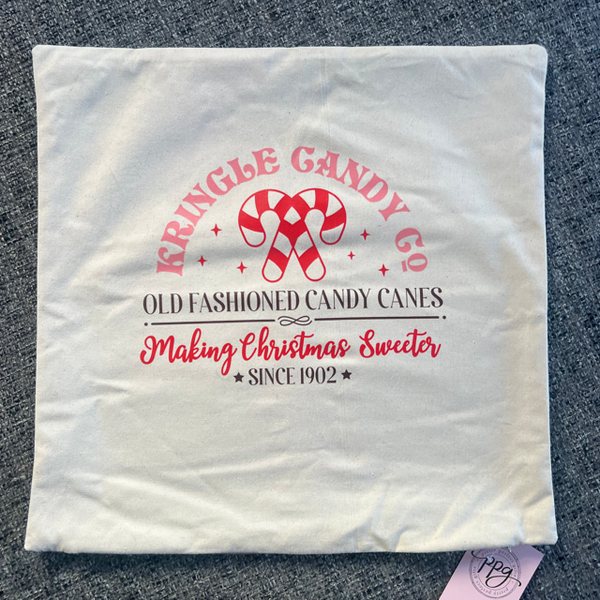 KRINGLE CANDY CO
OLD FASHIONED CANDY CANES
Making Christmas Sweeter
★ SINCE 1902 ★
ppg